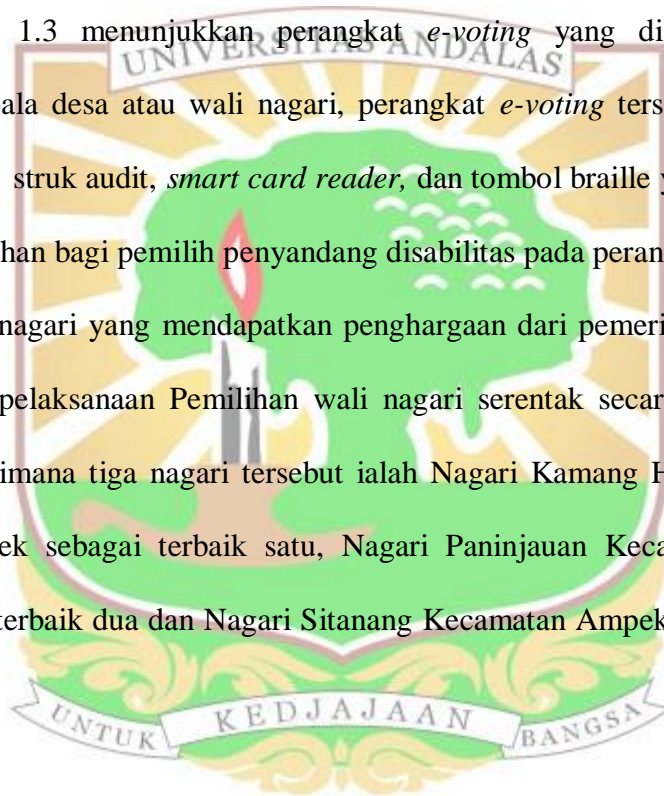 UNIVERSITAS ANDALAS
1.3 menunjukkan perangkat e-voting yang di
ala desa atau wali nagari, perangkat e-voting ters
struk audit, smart card reader, dan tombol braille y
han bagi pemilih penyandang disabilitas pada peran
nagari yang mendapatkan penghargaan dari pemeri
pelaksanaan Pemilihan wali nagari serentak secar
imana tiga nagari tersebut ialah Nagari Kamang H
ek sebagai terbaik satu, Nagari Paninjauan Keca
terbaik dua dan Nagari Sitanang Kecamatan Ampek
UNTUK KEDJAJAAN BANGSA